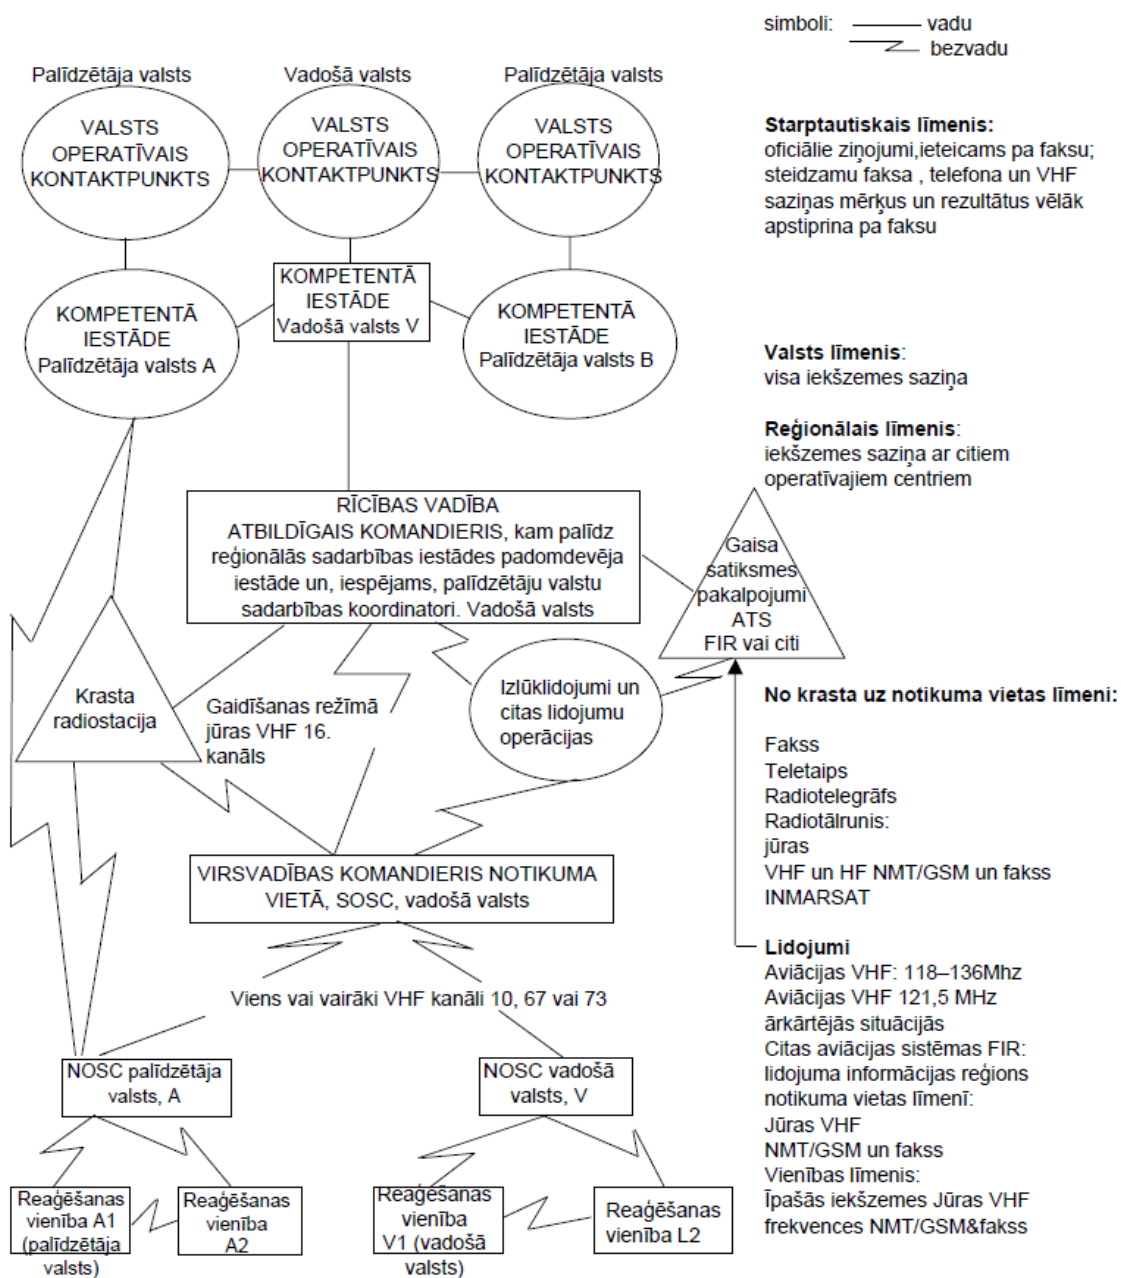 simboli: vadu
bezvadu
Palīdzētāja valsts
Vadošā valsts
Palīdzētāja valsts
VALSTS
OPERATĪVAIS
KONTAKTPUNKTS
VALSTS
OPERATĪVAIS
KONTAKTPUNKTS
VALSTS
OPERATĪVAIS
KONTAKTPUNKTS
Starptautiskais līmenis:
oficiālie ziņojumi,ieteicams pa faksu;
steidzamu faksa , telefona un VHF
saziņas mērķus un rezultātus vēlāk
apstiprina pa faksu
KOMPETENTĀ
IESTĀDE
Palīdzētāja valsts A
KOMPETENTĀ
IESTĀDE
Vadošā valsts V
KOMPETENTĀ
IESTĀDE
Palīdzētāja valsts B
Valsts līmenis:
visa iekšzemes saziņa
Reģionālais līmenis:
iekšzemes saziņa ar citiem
operatīvajiem centriem
RĪCĪBAS VADĪBA
ATBILDĪGAIS KOMANDIERIS, kam palīdz
reģionālās sadarbības iestādes padomdevēja
iestāde un, iespējams, palīdzētāju valstu
sadarbības koordinatori. Vadošā valsts
Gaisa
satiksmes
pakalpojumi
ATS
FIR vai citi
Krasta
radiostacija
Gaidīšanas režīmā
jūras VHF 16.
kanāls
Izlūklidojumi un
citas lidojumu
operācijas
No krasta uz notikuma vietas līmeni:
Fakss
Teletaips
Radiotelegrāfs
Radiotālrunis:
jūras
VHF un HF NMT/GSM un fakss
INMARSAT
VIRSVADĪBAS KOMANDIERIS NOTIKUMA
VIETĀ, SOSC, vadošā valsts
Viens vai vairāki VHF kanāli 10, 67 vai 73
Lidojumi
Aviācijas VHF: 118–136Mhz
Aviācijas VHF 121,5 MHz
ārkārtējās situācijās
Citas aviācijas sistēmas FIR:
lidojuma informācijas reģions
notikuma vietas līmenī:
Jūras VHF
NMT/GSM un fakss
Vienības līmenis:
Īpašās iekšzemes Jūras VHF
frekvences NMT/GSM&fakss
NOSC palīdzētāja
valsts, A
NOSC vadošā
valsts, V
Reaģēšanas
vienība A1
(palīdzētāja
valsts)
Reaģēšanas
vienība
A2
Reaģēšanas
vienība
V1 (vadošā
valsts)
Reaģēšanas
vienība L2